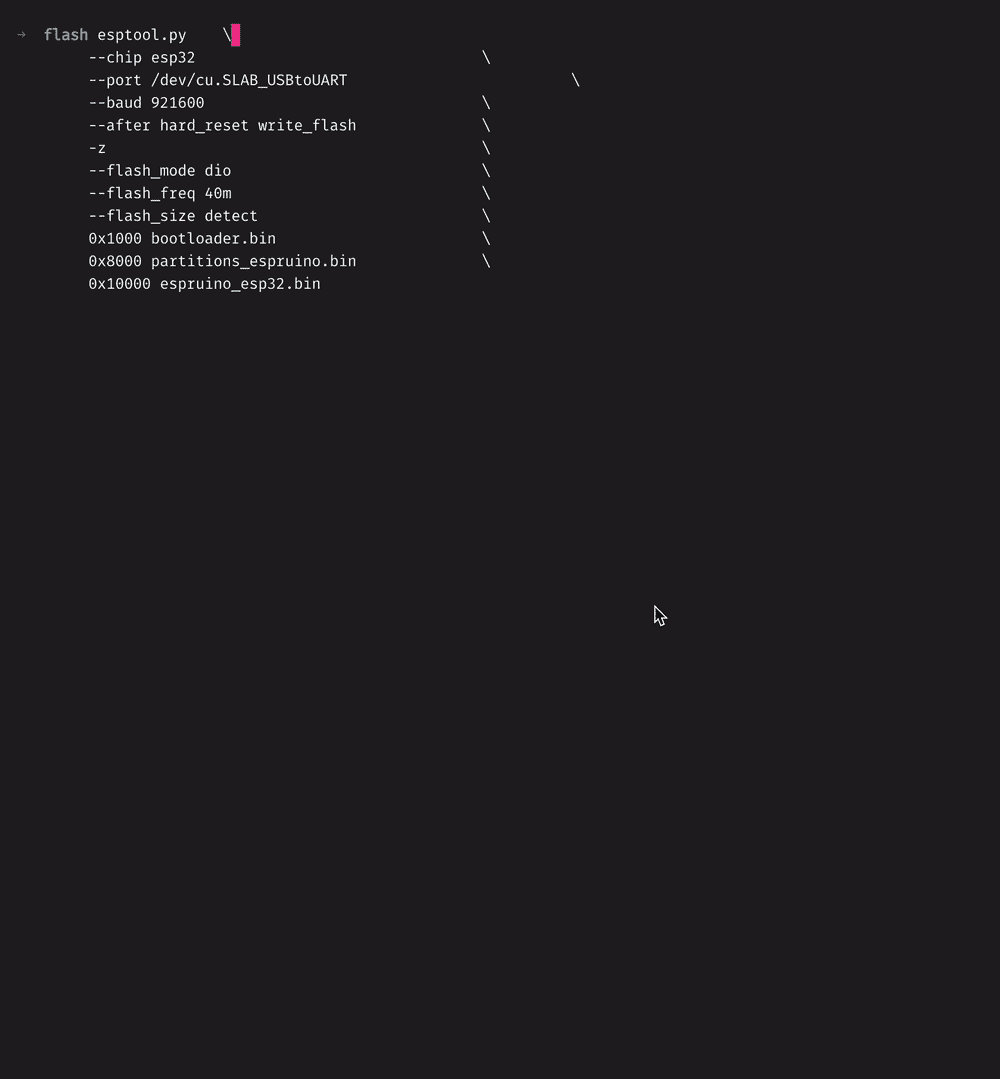 → flash esptool.py \
--chip esp32 \
--port /dev/cu.SLAB_USBtoUART \
--baud 921600 \
--after hard_reset write_flash \
-z \
--flash_mode dio \
--flash_freq 40m \
--flash_size detect \
0x1000 bootloader.bin \
0x8000 partitions_espruino.bin \
0x10000 espruino_esp32.bin